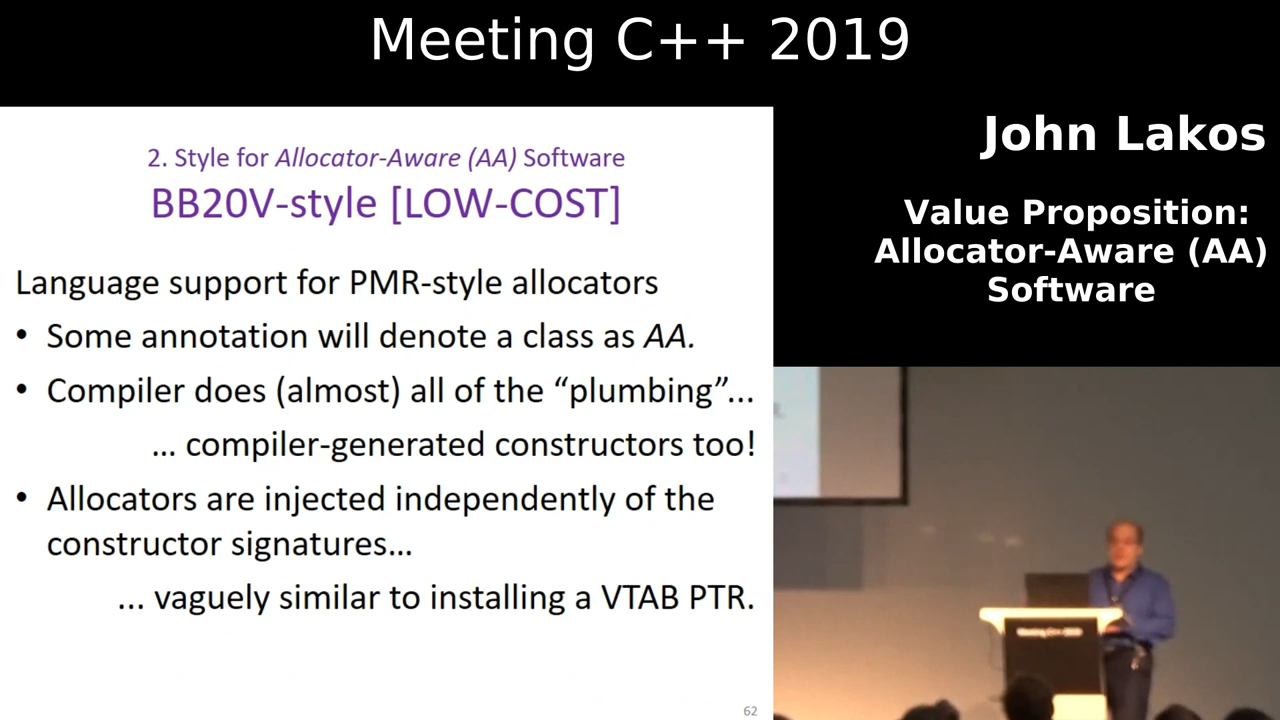 Meeting C++ 2019
2. Style for Allocator-Aware (AA) Software
BB20V-style [LOW-COST]
Language support for PMR-style allocators
• Some annotation will denote a class as AA.
• Compiler does (almost) all of the “plumbing”...
... compiler-generated constructors too!
• Allocators are injected independently of the
constructor signatures...
... vaguely similar to installing a VTAB PTR.
62
John Lakos
Value Proposition:
Allocator-Aware (AA)
Software
Meeting C++ 2019